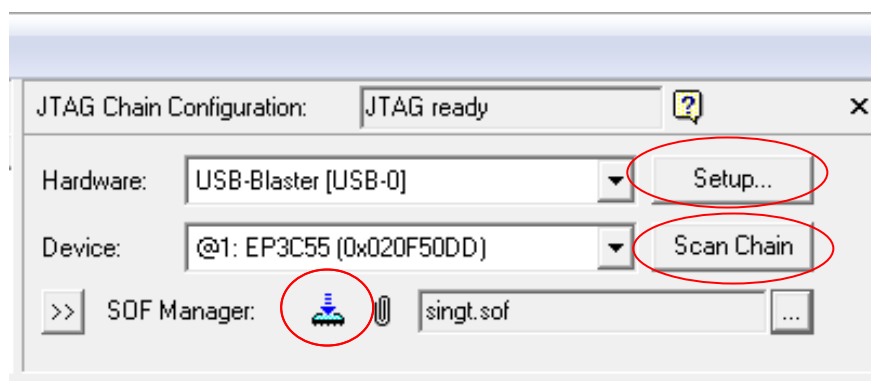 JTAG Chain Configuration: JTAG ready
Hardware: USB-Blaster [USB-0] Setup...
Device: @1: EP3C55 (0x020F50DD) Scan Chain
>> SOF Manager: singt.sof ...